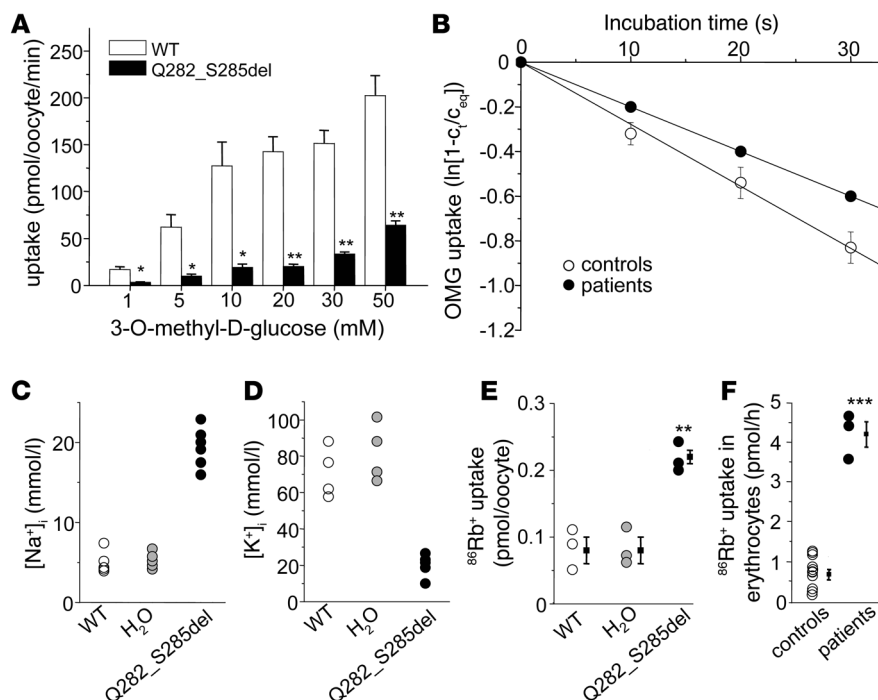 A
WT
Q282_S285del
uptake (pmol/oocyte/min)
250
200
150
100
50
0
* * * ** ** **
1 5 10 20 30 50
3-O-methyl-D-glucose (mM)
B
Incubation time (s)
0 10 20 30
OMG uptake (ln[1-cₜ/c_eq])
0
-0.2
-0.4
-0.6
-0.8
-1.0
-1.2
controls
patients
C
[Na⁺]ᵢ (mmol/l)
20
10
0
WT
H₂O
Q282_S285del
D
[K⁺]ᵢ (mmol/l)
100
80
60
40
20
0
WT
H₂O
Q282_S285del
E
⁸⁶Rb⁺ uptake
(pmol/oocyte)
0.3
0.2
0.1
0
**
WT
H₂O
Q282_S285del
F
⁸⁶Rb⁺ uptake in
erythrocytes (pmol/h)
5
4
3
2
1
0
***
controls
patients